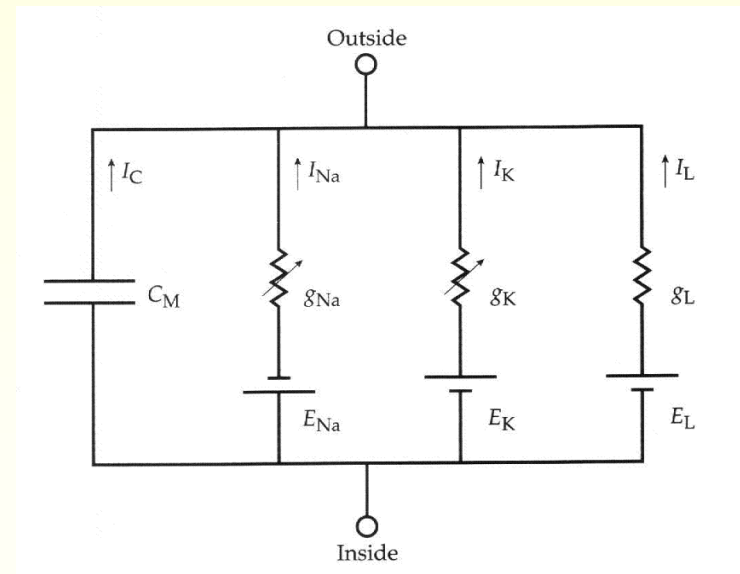 Outside
I_C I_Na I_K I_L
C_M g_Na g_K g_L
E_Na E_K E_L
Inside